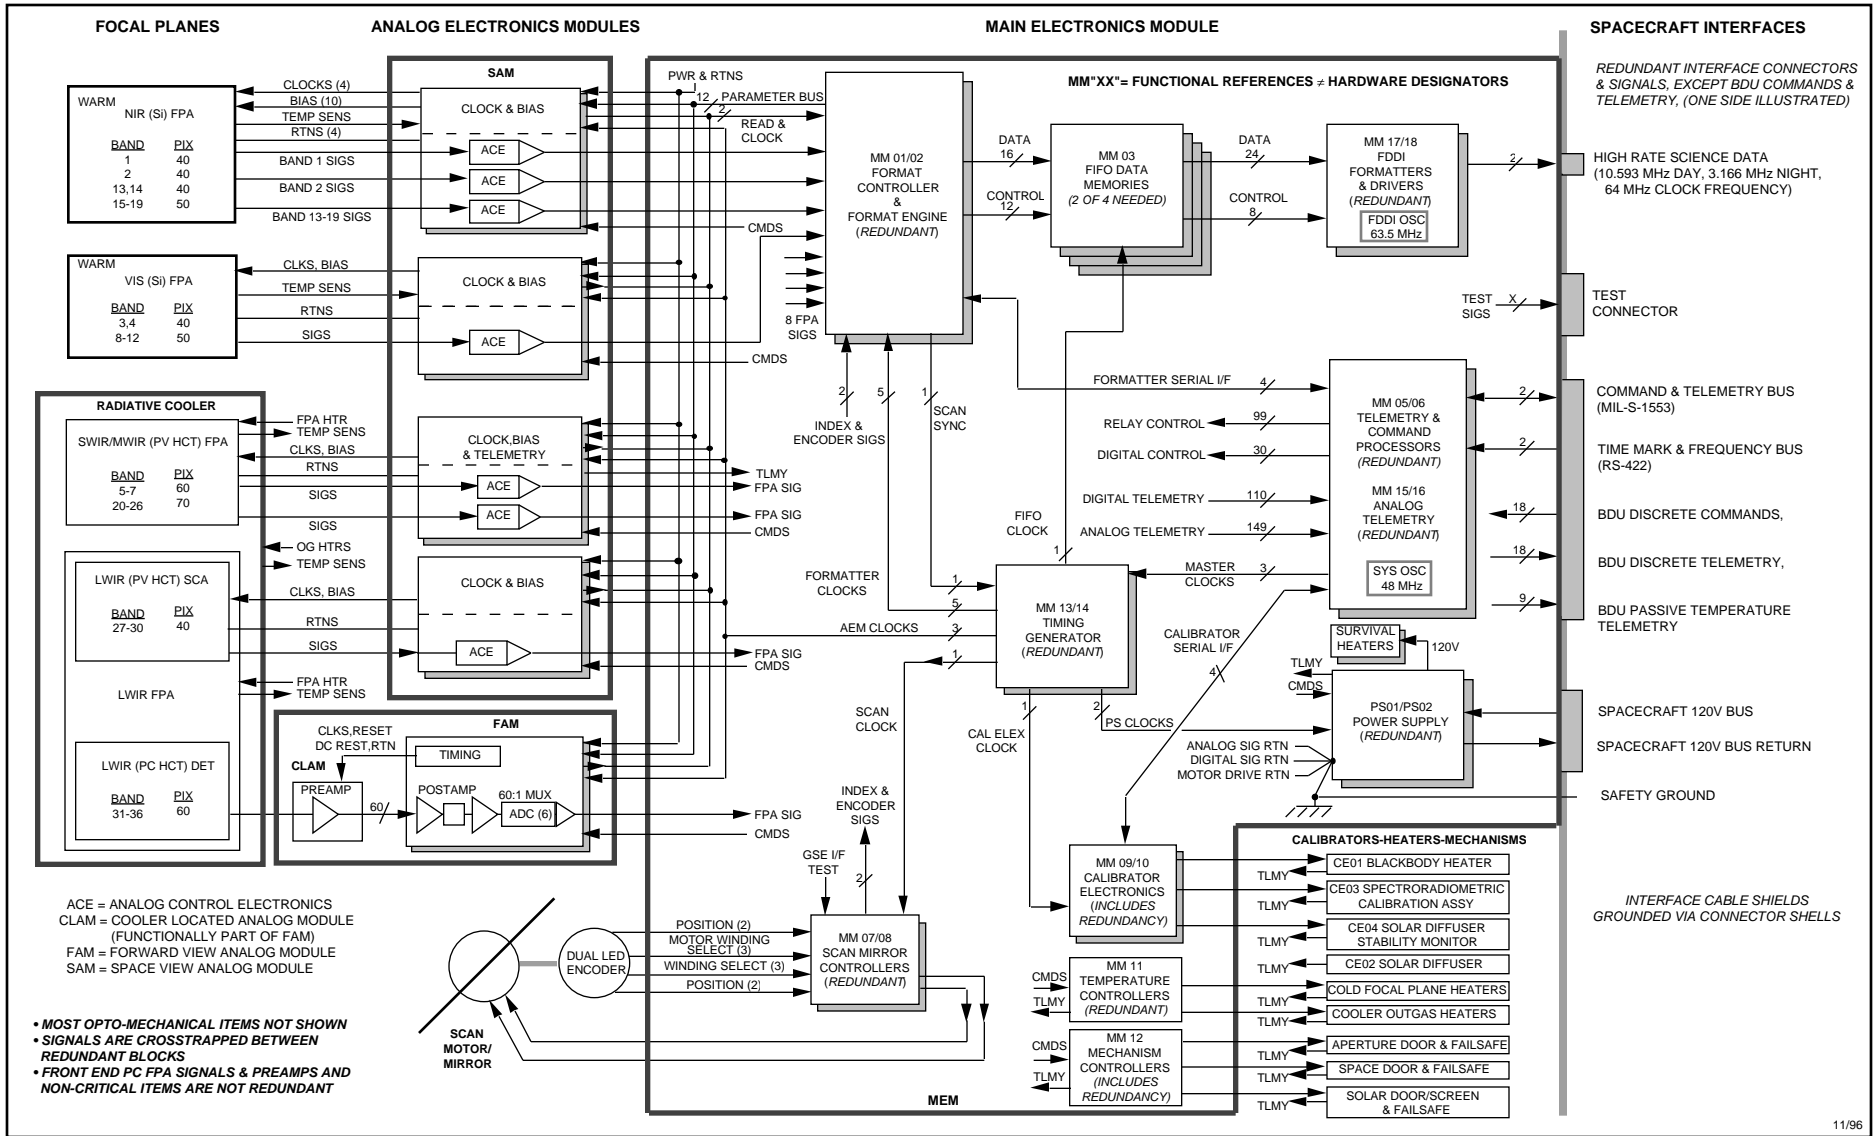 FOCAL PLANES
ANALOG ELECTRONICS M0DULES
MAIN ELECTRONICS MODULE
SPACECRAFT INTERFACES
WARM
NIR (Si) FPA
BAND PIX
1 40
2 40
13,14 40
15-19 50
CLOCKS (4)
BIAS (10)
TEMP SENS
RTNS (4)
BAND 1 SIGS
BAND 2 SIGS
BAND 13-19 SIGS
WARM
VIS (Si) FPA
BAND PIX
3,4 40
8-12 50
CLKS, BIAS
TEMP SENS
RTNS
SIGS
RADIATIVE COOLER
SWIR/MWIR (PV HCT) FPA
BAND PIX
5-7 60
20-26 70
FPA HTR
TEMP SENS
CLKS, BIAS
RTNS
SIGS
SIGS
OG HTRS
TEMP SENS
LWIR (PV HCT) SCA
BAND PIX
27-30 40
CLKS, BIAS
RTNS
SIGS
LWIR FPA
FPA HTR
TEMP SENS
LWIR (PC HCT) DET
BAND PIX
31-36 60
SAM
CLOCK & BIAS
ACE
ACE
ACE
CLOCK & BIAS
ACE
CLOCK,BIAS
& TELEMETRY
ACE
ACE
CLOCK & BIAS
ACE
FAM
CLKS,RESET
DC REST,RTN
CLAM
PREAMP
60
TIMING
POSTAMP
60:1 MUX
ADC (6)
PWR & RTNS
12 PARAMETER BUS
2
READ &
CLOCK
CMDS
8 FPA
SIGS
CMDS
TLMY
FPA SIG
FPA SIG
CMDS
FPA SIG
CMDS
FPA SIG
CMDS
MM"XX"= FUNCTIONAL REFERENCES ≠ HARDWARE DESIGNATORS
MM 01/02
FORMAT
CONTROLLER
&
FORMAT ENGINE
(REDUNDANT)
DATA
16
CONTROL
12
MM 03
FIFO DATA
MEMORIES
(2 OF 4 NEEDED)
DATA
24
CONTROL
8
MM 17/18
FDDI
FORMATTERS
& DRIVERS
(REDUNDANT)
FDDI OSC
63.5 MHz
2
TEST
SIGS
X
2
INDEX &
ENCODER SIGS
5
1
SCAN
SYNC
FORMATTER SERIAL I/F
4
RELAY CONTROL
99
DIGITAL CONTROL
30
DIGITAL TELEMETRY
110
ANALOG TELEMETRY
149
MM 05/06
TELEMETRY &
COMMAND
PROCESSORS
(REDUNDANT)
MM 15/16
ANALOG
TELEMETRY
(REDUNDANT)
SYS OSC
48 MHz
FIFO
CLOCK
1
FORMATTER
CLOCKS
1
5
AEM CLOCKS
3
1
MM 13/14
TIMING
GENERATOR
(REDUNDANT)
MASTER
CLOCKS
3
CALIBRATOR
SERIAL I/F
4
SCAN
CLOCK
1
CAL ELEX
CLOCK
2
PS CLOCKS
SURVIVAL
HEATERS
120V
TLMY
CMDS
PS01/PS02
POWER SUPPLY
(REDUNDANT)
ANALOG SIG RTN
DIGITAL SIG RTN
MOTOR DRIVE RTN
INDEX &
ENCODER
SIGS
GSE I/F
TEST
2
DUAL LED
ENCODER
POSITION (2)
MOTOR WINDING
SELECT (3)
WINDING SELECT (3)
POSITION (2)
MM 07/08
SCAN MIRROR
CONTROLLERS
(REDUNDANT)
SCAN
MOTOR/
MIRROR
MM 09/10
CALIBRATOR
ELECTRONICS
(INCLUDES
REDUNDANCY)
CMDS
TLMY
MM 11
TEMPERATURE
CONTROLLERS
(REDUNDANT)
CMDS
TLMY
MM 12
MECHANISM
CONTROLLERS
(INCLUDES
REDUNDANCY)
MEM
CALIBRATORS-HEATERS-MECHANISMS
CE01 BLACKBODY HEATER
TLMY
CE03 SPECTRORADIOMETRIC
CALIBRATION ASSY
TLMY
CE04 SOLAR DIFFUSER
STABILITY MONITOR
TLMY
CE02 SOLAR DIFFUSER
TLMY
COLD FOCAL PLANE HEATERS
TLMY
COOLER OUTGAS HEATERS
TLMY
APERTURE DOOR & FAILSAFE
TLMY
SPACE DOOR & FAILSAFE
TLMY
SOLAR DOOR/SCREEN
& FAILSAFE
TLMY
REDUNDANT INTERFACE CONNECTORS
& SIGNALS, EXCEPT BDU COMMANDS &
TELEMETRY, (ONE SIDE ILLUSTRATED)
HIGH RATE SCIENCE DATA
(10.593 MHz DAY, 3.166 MHz NIGHT,
64 MHz CLOCK FREQUENCY)
TEST
CONNECTOR
2
COMMAND & TELEMETRY BUS
(MIL-S-1553)
2
TIME MARK & FREQUENCY BUS
(RS-422)
18
BDU DISCRETE COMMANDS,
18
BDU DISCRETE TELEMETRY,
9
BDU PASSIVE TEMPERATURE
TELEMETRY
SPACECRAFT 120V BUS
SPACECRAFT 120V BUS RETURN
SAFETY GROUND
INTERFACE CABLE SHIELDS
GROUNDED VIA CONNECTOR SHELLS
ACE = ANALOG CONTROL ELECTRONICS
CLAM = COOLER LOCATED ANALOG MODULE
(FUNCTIONALLY PART OF FAM)
FAM = FORWARD VIEW ANALOG MODULE
SAM = SPACE VIEW ANALOG MODULE
• MOST OPTO-MECHANICAL ITEMS NOT SHOWN
• SIGNALS ARE CROSSTRAPPED BETWEEN
REDUNDANT BLOCKS
• FRONT END PC FPA SIGNALS & PREAMPS AND
NON-CRITICAL ITEMS ARE NOT REDUNDANT
11/96